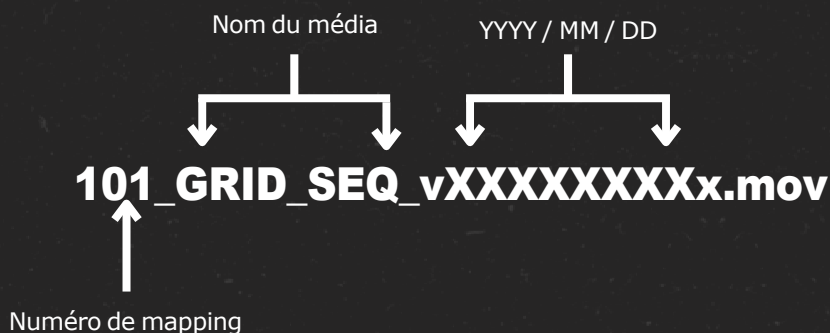 Nom du média
YYYY / MM / DD
101_GRID_SEQ_vXXXXXXXXx.mov
Numéro de mapping